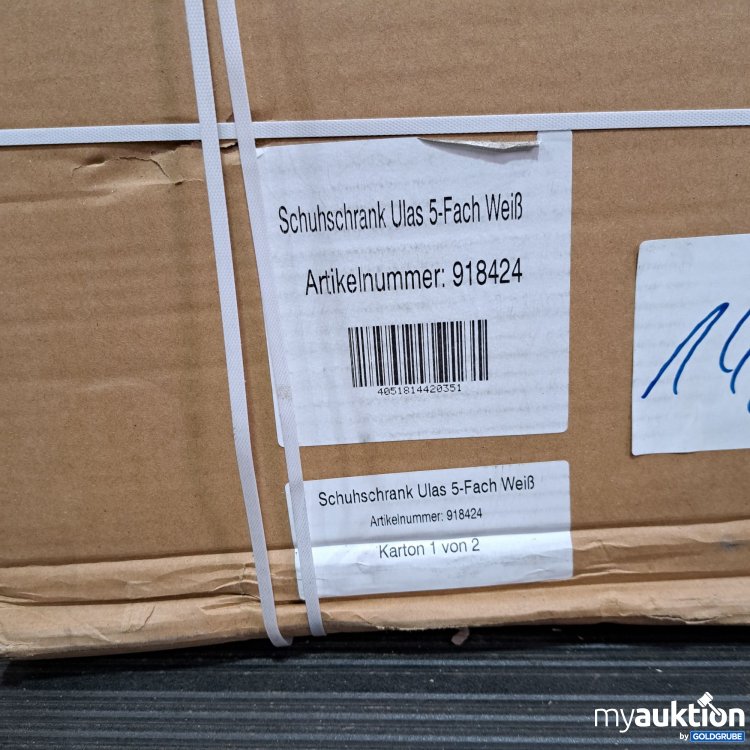 Schuhschrank Ulas 5-Fach Weiß
Artikelnummer: 918424
4051814420351
Schuhschrank Ulas 5-Fach Weiß
Artikelnummer: 918424
Karton 1 von 2
myauktion
by GOLDGRUBE